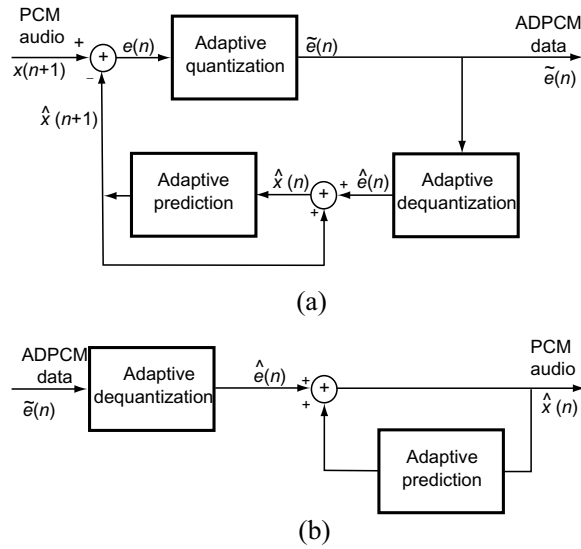 PCM
audio
x(n+1)
+
+
−
e(n)
Adaptive
quantization
ẽ(n)
ADPCM
data
ẽ(n)
x̂ (n+1)
Adaptive
prediction
x̂ (n)
+
+
+
ê(n)
Adaptive
dequantization
(a)
ADPCM
data
ẽ(n)
Adaptive
dequantization
ê(n)
+
+
+
PCM
audio
x̂ (n)
Adaptive
prediction
(b)